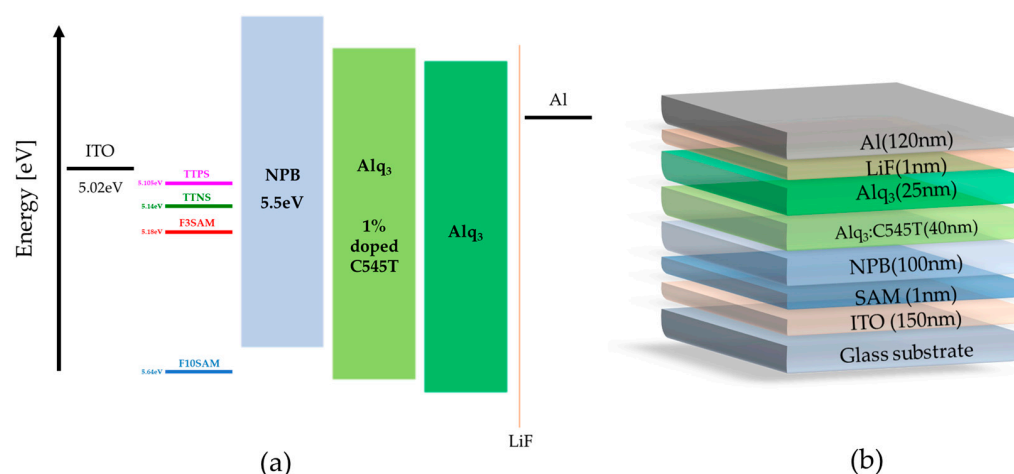 Energy [eV]
ITO
5.02eV
TTPS
5.105eV
TTNS
5.14eV
F3SAM
5.18eV
F10SAM
5.64eV
NPB
5.5eV
Alq3
1%
doped
C545T
Alq3
LiF
Al
(a)
Al(120nm)
LiF(1nm)
Alq3(25nm)
Alq3:C545T(40nm)
NPB(100nm)
SAM (1nm)
ITO (150nm)
Glass substrate
(b)